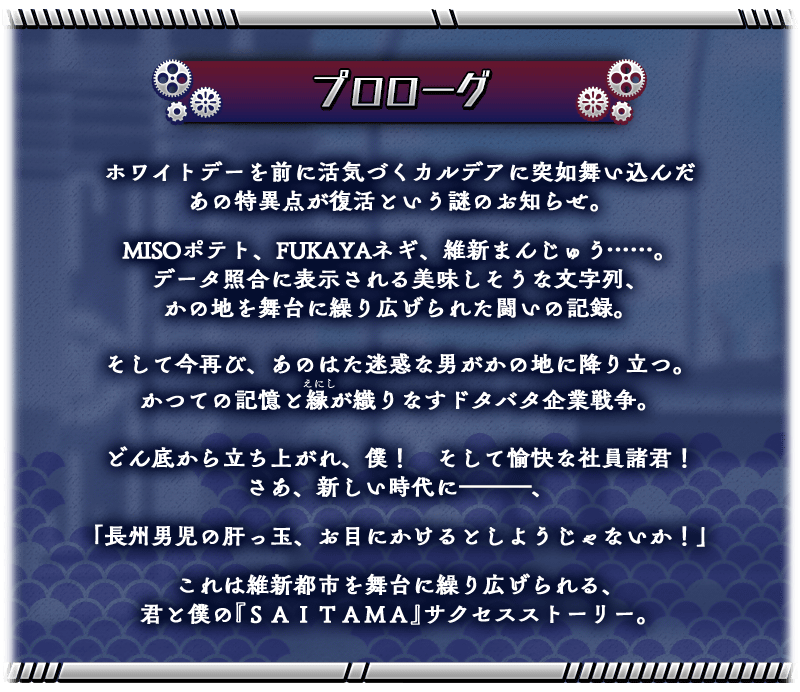 プロローグ
ホワイトデーを前に活気づくカルデアに突如舞い込んだ
あの特異点が復活という謎のお知らせ。
MISOポテト、FUKAYAネギ、維新まんじゅう……。
データ照合に表示される美味しそうな文字列、
かの地を舞台に繰り広げられた闘いの記録。
そして今再び、あのはた迷惑な男がかの地に降り立つ。
えにし
かつての記憶と縁が織りなすドタバタ企業戦争。
どん底から立ち上がれ、僕！　そして愉快な社員諸君！
さあ、新しい時代に―――、
「長州男児の肝っ玉、お目にかけるとしようじゃないか！」
これは維新都市を舞台に繰り広げられる、
君と僕の『ＳＡＩＴＡＭＡ』サクセスストーリー。